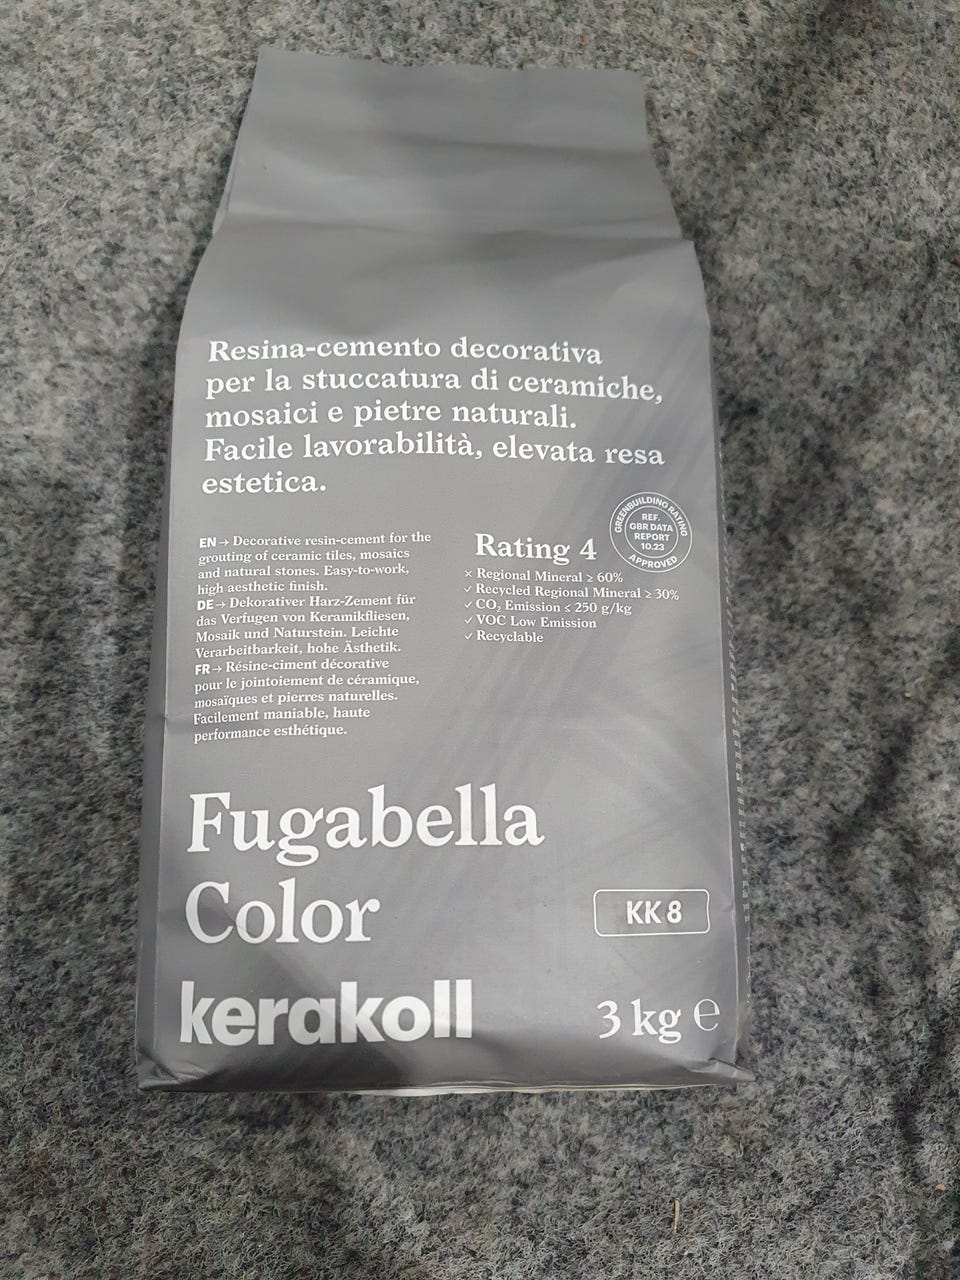 Resina-cemento decorativa
per la stuccatura di ceramiche,
mosaici e pietre naturali.
Facile lavorabilità, elevata resa
estetica.
EN → Decorative resin-cement for the
grouting of ceramic tiles, mosaics
and natural stones. Easy-to-work,
high aesthetic finish.
DE → Dekorativer Harz-Zement für
das Verfugen von Keramikfliesen,
Mosaik und Naturstein. Leichte
Verarbeitbarkeit, hohe Ästhetik.
FR → Résine-ciment décorative
pour le jointoiement de céramique,
mosaïques et pierres naturelles.
Facilement maniable, haute
performance esthétique.
Rating 4
× Regional Mineral ≥ 60%
✓ Recycled Regional Mineral ≥ 30%
✓ CO₂ Emission ≤ 250 g/kg
✓ VOC Low Emission
✓ Recyclable
GREENBUILDING RATING
REF.
GBR DATA
REPORT
10.23
APPROVED
Fugabella
Color
KK 8
kerakoll
3 kg ℮